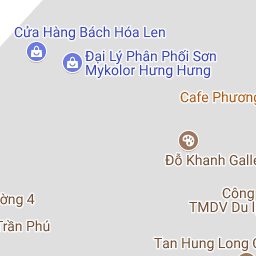 Cửa Hàng Bách Hóa Len
Đại Lý Phân Phối Sơn
Mykolor Hưng Hưng
Cafe Phương
Đỗ Khanh Galle
Công
TMDV Du
4
Trần Phú
Tan Hung Long